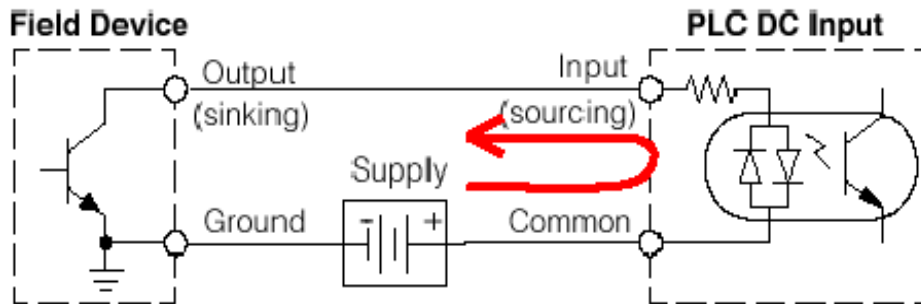 Field Device
PLC DC Input
Output
(sinking)
Input
(sourcing)
Supply
- +
Ground
Common